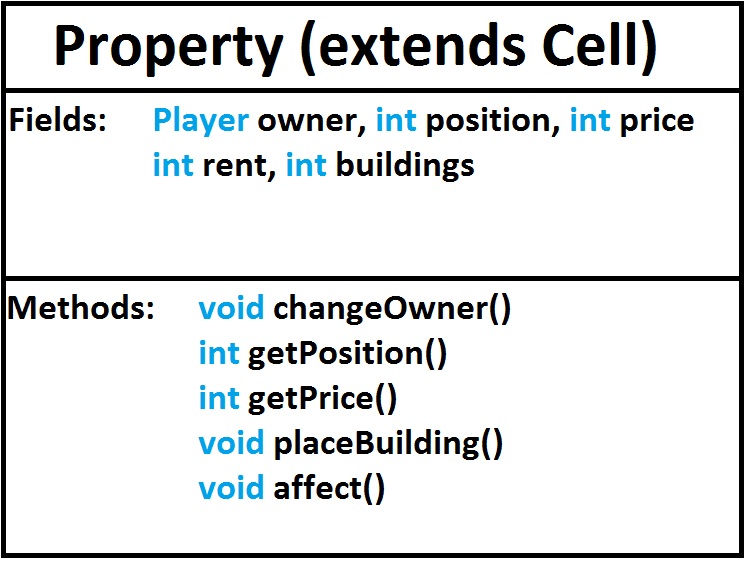 Property (extends Cell)
Fields: Player owner, int position, int price
int rent, int buildings
Methods: void changeOwner()
int getPosition()
int getPrice()
void placeBuilding()
void affect()